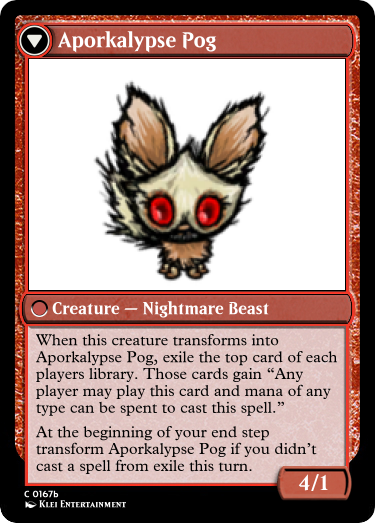 Aporkalypse Pog
Creature — Nightmare Beast
When this creature transforms into
Aporkalypse Pog, exile the top card of each
players library. Those cards gain “Any
player may play this card and mana of any
type can be spent to cast this spell.”
At the beginning of your end step
transform Aporkalypse Pog if you didn’t
cast a spell from exile this turn.
4/1
C 0167b
Klei Entertainment